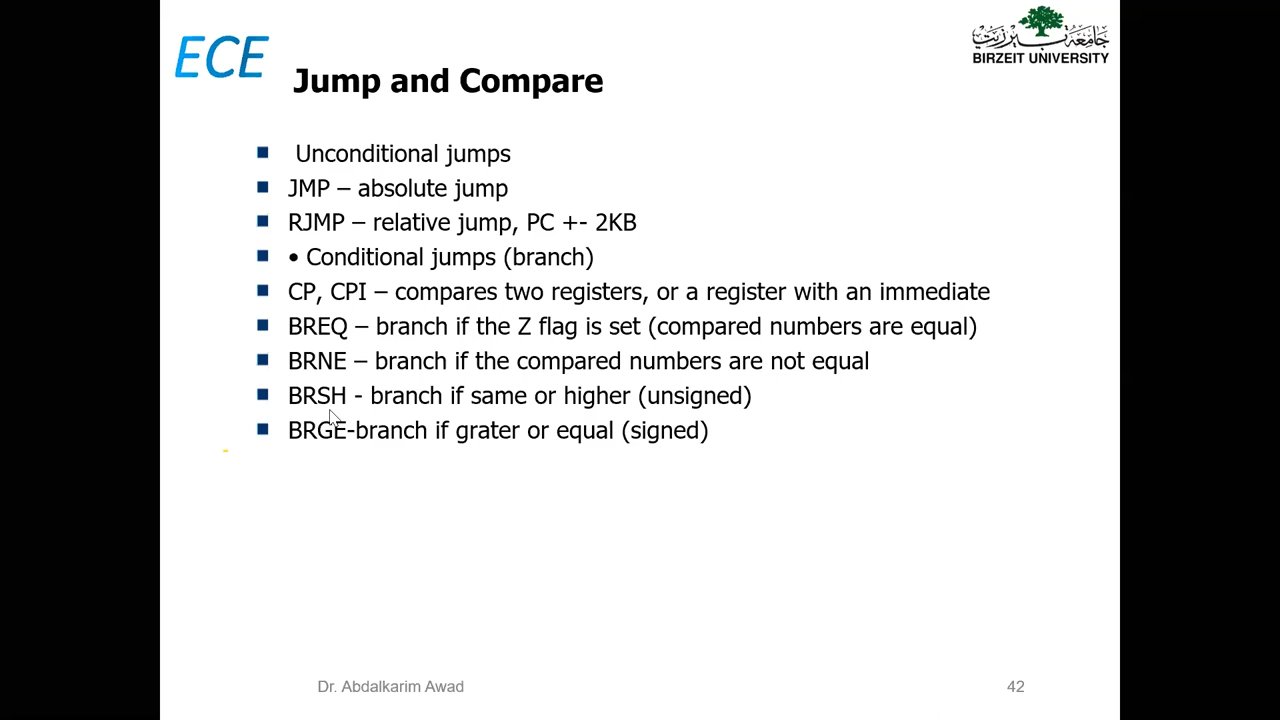 ECE
جامعة بيرزيت
BIRZEIT UNIVERSITY
Jump and Compare
Unconditional jumps
JMP – absolute jump
RJMP – relative jump, PC +- 2KB
• Conditional jumps (branch)
CP, CPI – compares two registers, or a register with an immediate
BREQ – branch if the Z flag is set (compared numbers are equal)
BRNE – branch if the compared numbers are not equal
BRSH - branch if same or higher (unsigned)
BRGE-branch if grater or equal (signed)
Dr. Abdalkarim Awad
42